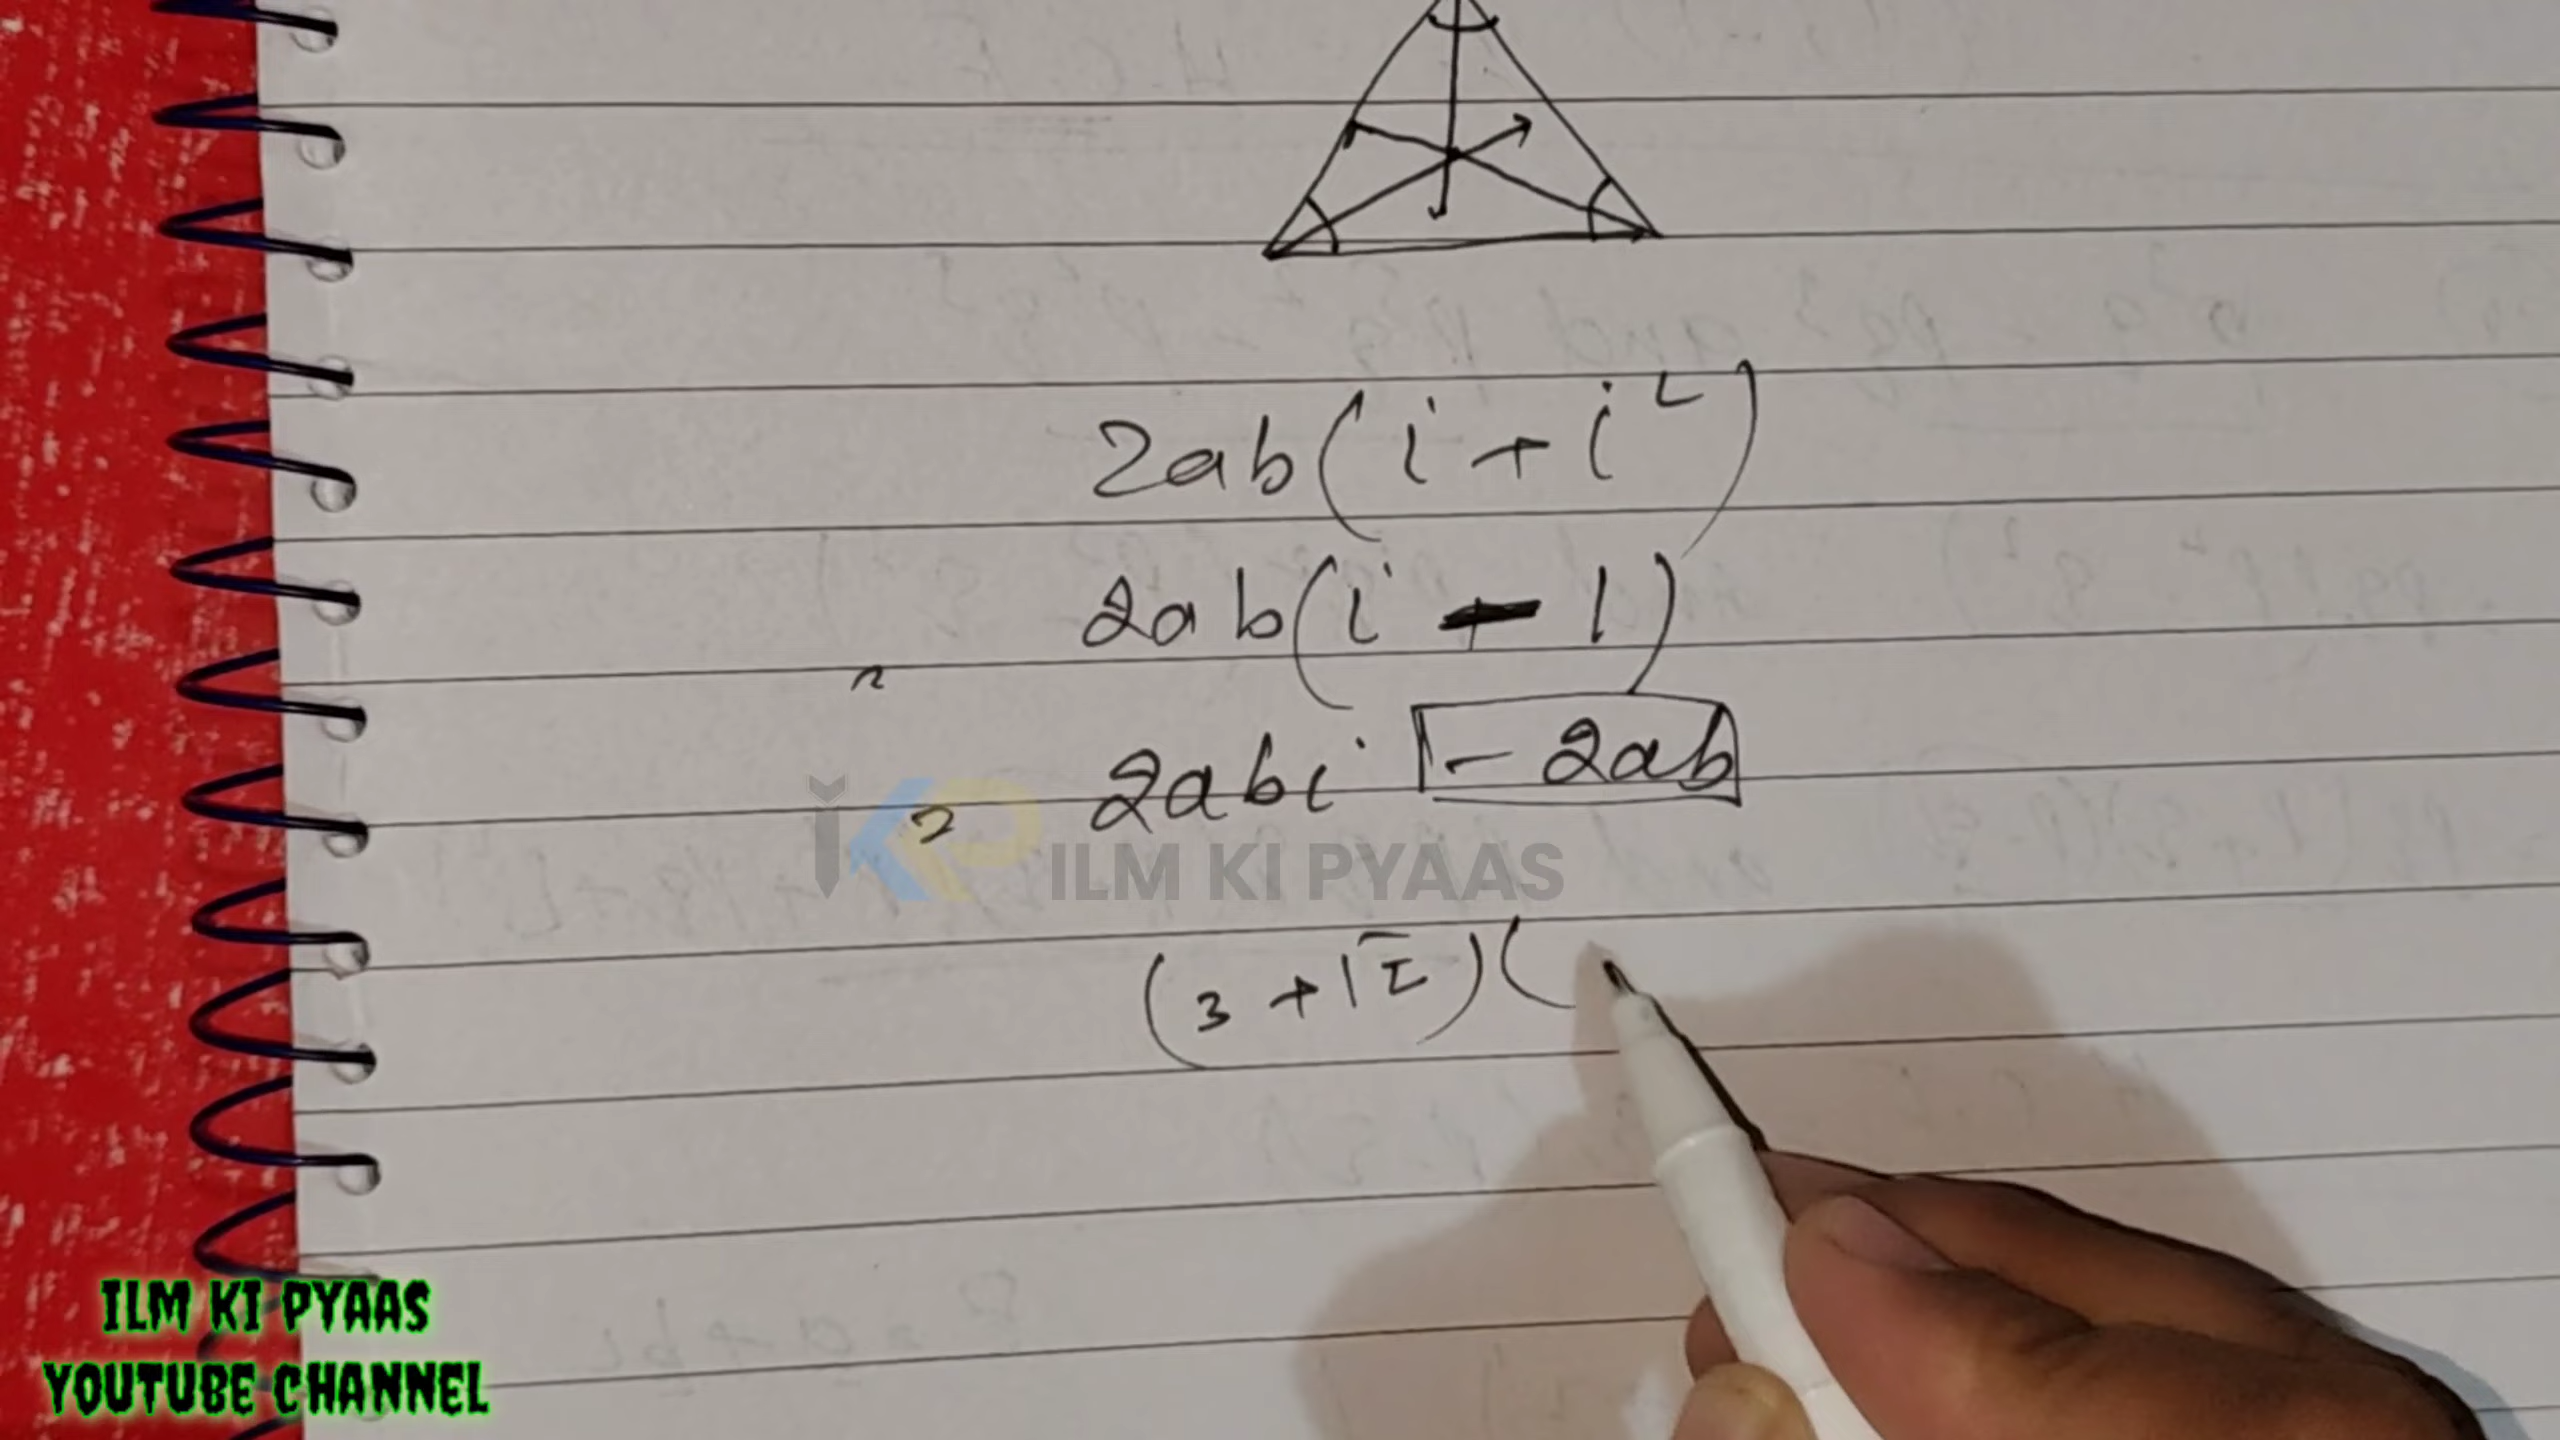 2ab(i + i²)
2ab(i - 1)
2abi - 2ab
ILM KI PYAAS
(3 + √2)(
ILM KI PYAAS
YOUTUBE CHANNEL